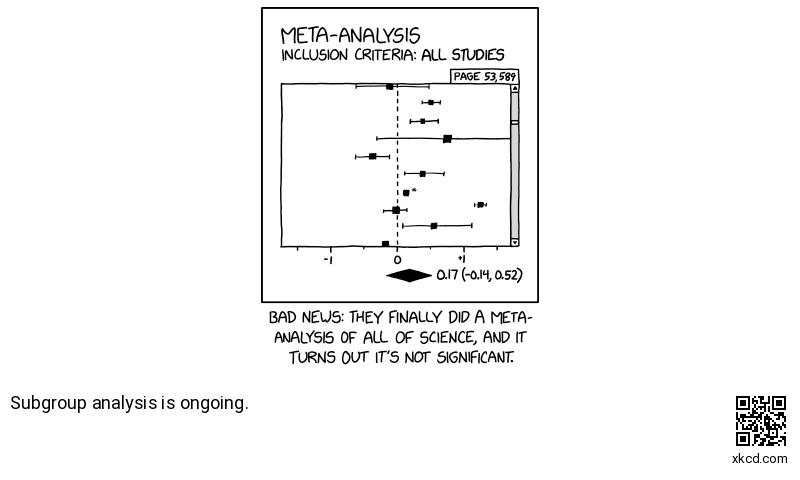 META-ANALYSIS
INCLUSION CRITERIA: ALL STUDIES
PAGE 53,589
*
-1 0 +1
0.17 (-0.14, 0.52)
BAD NEWS: THEY FINALLY DID A META-
ANALYSIS OF ALL OF SCIENCE, AND IT
TURNS OUT IT'S NOT SIGNIFICANT.
Subgroup analysis is ongoing.
xkcd.com